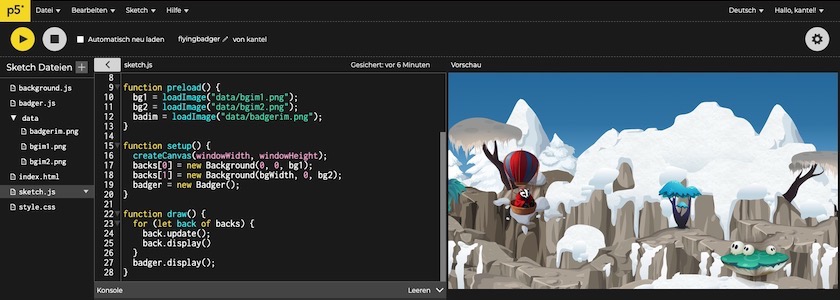 p5* Datei Bearbeiten Sketch Hilfe Deutsch Hallo, kantel!
Automatisch neu laden flyingbadger von kantel
Sketch Dateien + sketch.js Gesichert: vor 6 Minuten Vorschau
background.js
badger.js
data
badgerim.png
bgim1.png
bgim2.png
index.html
sketch.js
style.css
8
9 function preload() {
10 bg1 = loadImage("data/bgim1.png");
11 bg2 = loadImage("data/bgim2.png");
12 badim = loadImage("data/badgerim.png");
13 }
14
15 function setup() {
16 createCanvas(windowWidth, windowHeight);
17 backs[0] = new Background(0, 0, bg1);
18 backs[1] = new Background(bgWidth, 0, bg2);
19 badger = new Badger();
20 }
21
22 function draw() {
23 for (let back of backs) {
24 back.update();
25 back.display()
26 }
27 badger.display();
28 }
Konsole Leeren